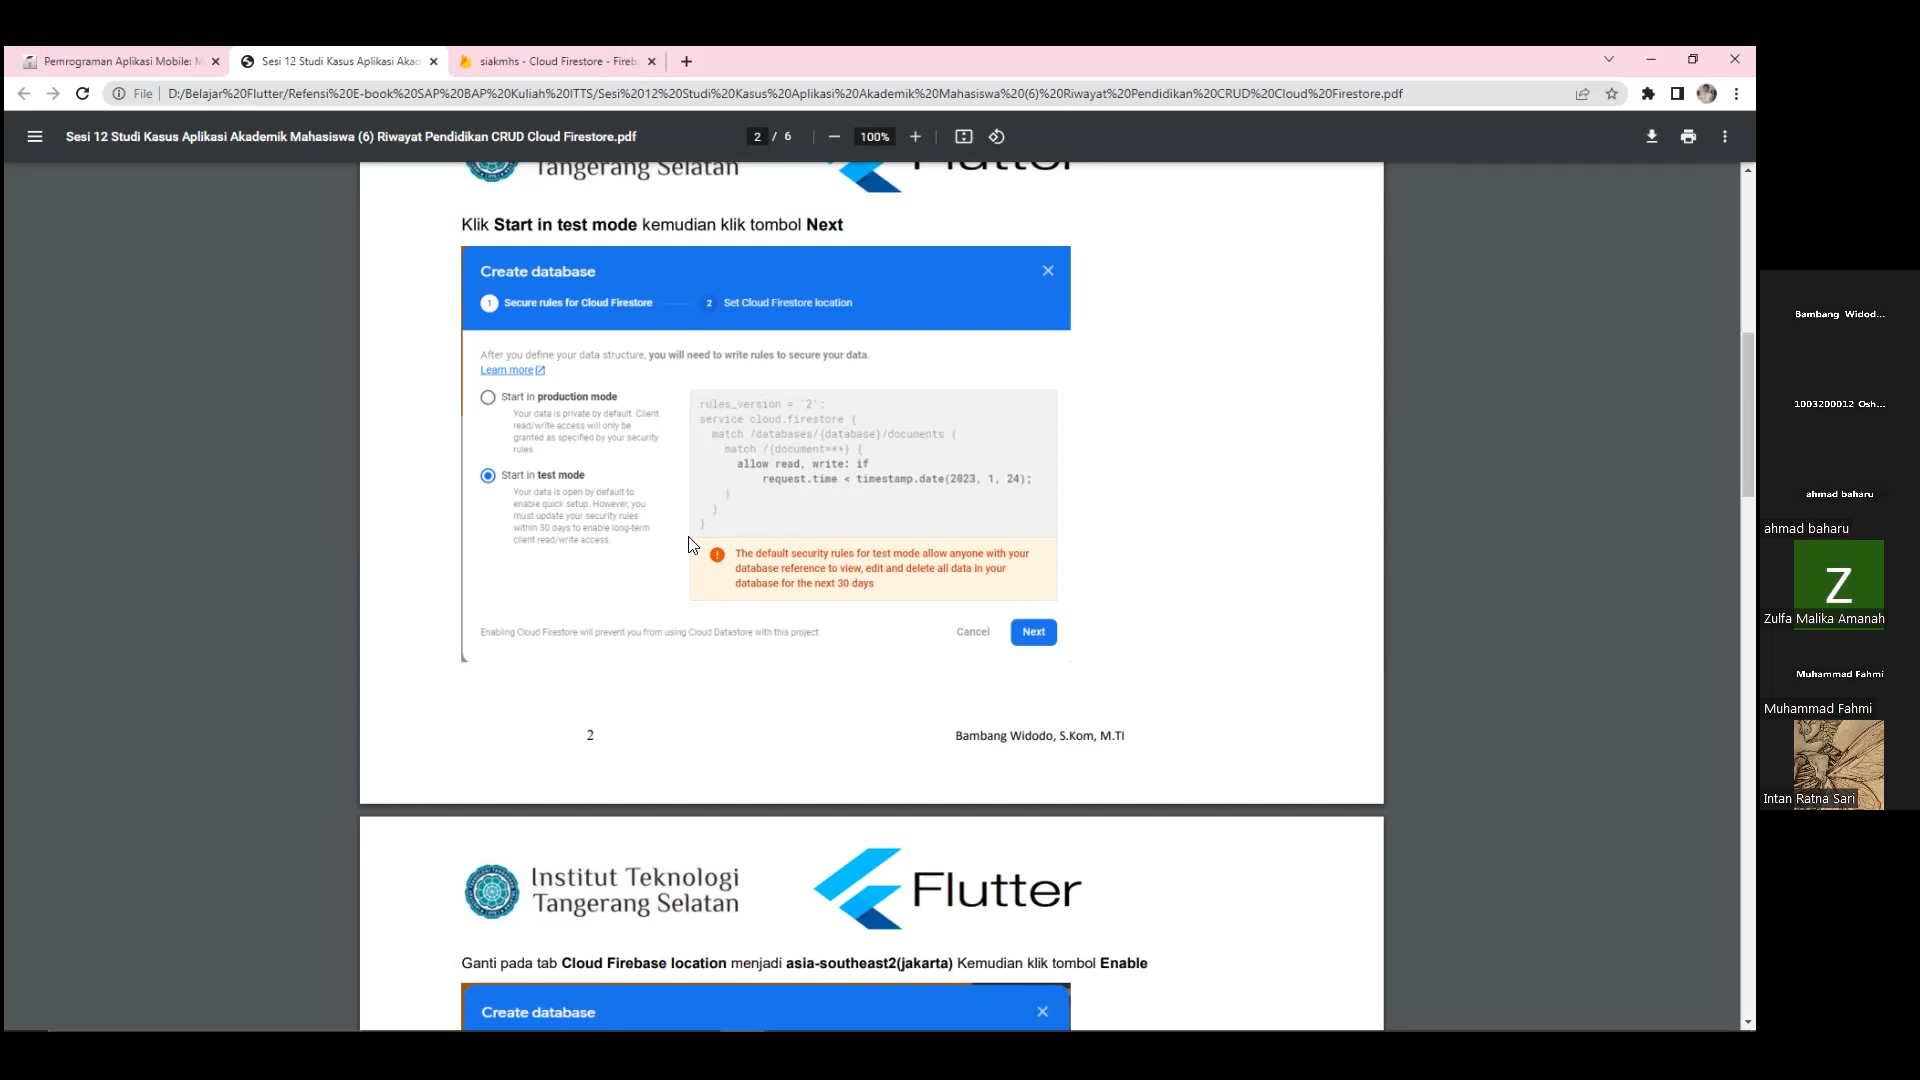 Pemrograman Aplikasi Mobile: M
Sesi 12 Studi Kasus Aplikasi Akad
siakmhs - Cloud Firestore - Fireb
File
D:/Belajar%20Flutter/Refensi%20E-book%20SAP%20BAP%20Kuliah%20ITTS/Sesi%2012%20Studi%20Kasus%20Aplikasi%20Akademik%20Mahasiswa%20(6)%20Riwayat%20Pendidikan%20CRUD%20Cloud%20Firestore.pdf
Sesi 12 Studi Kasus Aplikasi Akademik Mahasiswa (6) Riwayat Pendidikan CRUD Cloud Firestore.pdf
2 / 6
100%
Tangerang Selatan
Flutter
Klik Start in test mode kemudian klik tombol Next
Create database
1 Secure rules for Cloud Firestore
2 Set Cloud Firestore location
After you define your data structure, you will need to write rules to secure your data.
Learn more
Start in production mode
Your data is private by default. Client
read/write access will only be
granted as specified by your security
rules.
Start in test mode
Your data is open by default to
enable quick setup. However, you
must update your security rules
within 30 days to enable long-term
client read/write access.
rules_version = '2';
service cloud.firestore {
match /databases/{database}/documents {
match /{document=**} {
allow read, write: if
request.time < timestamp.date(2023, 1, 24);
}
}
}
The default security rules for test mode allow anyone with your
database reference to view, edit and delete all data in your
database for the next 30 days
Enabling Cloud Firestore will prevent you from using Cloud Datastore with this project
Cancel
Next
2
Bambang Widodo, S.Kom, M.TI
Institut Teknologi
Tangerang Selatan
Flutter
Ganti pada tab Cloud Firebase location menjadi asia-southeast2(jakarta) Kemudian klik tombol Enable
Create database
Bambang Widod...
1003200012 Osh...
ahmad baharu
ahmad baharu
Z
Zulfa Malika Amanah
Muhammad Fahmi
Muhammad Fahmi
Intan Ratna Sari